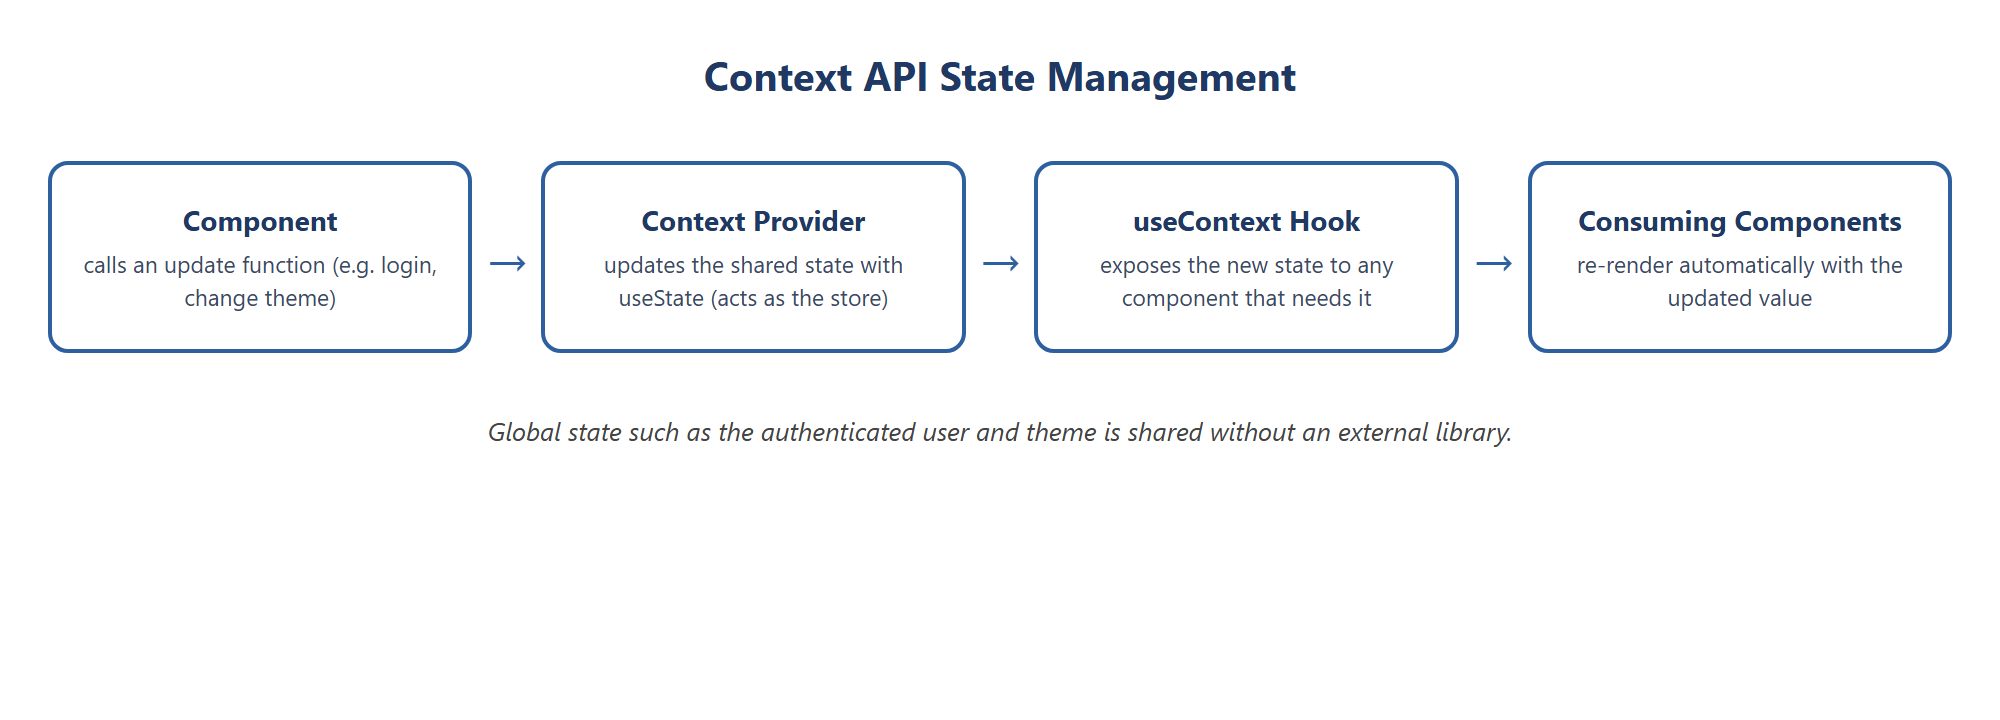 Context API State Management
Component
calls an update function (e.g. login,
change theme)
→
Context Provider
updates the shared state with
useState (acts as the store)
→
useContext Hook
exposes the new state to any
component that needs it
→
Consuming Components
re-render automatically with the
updated value
Global state such as the authenticated user and theme is shared without an external library.